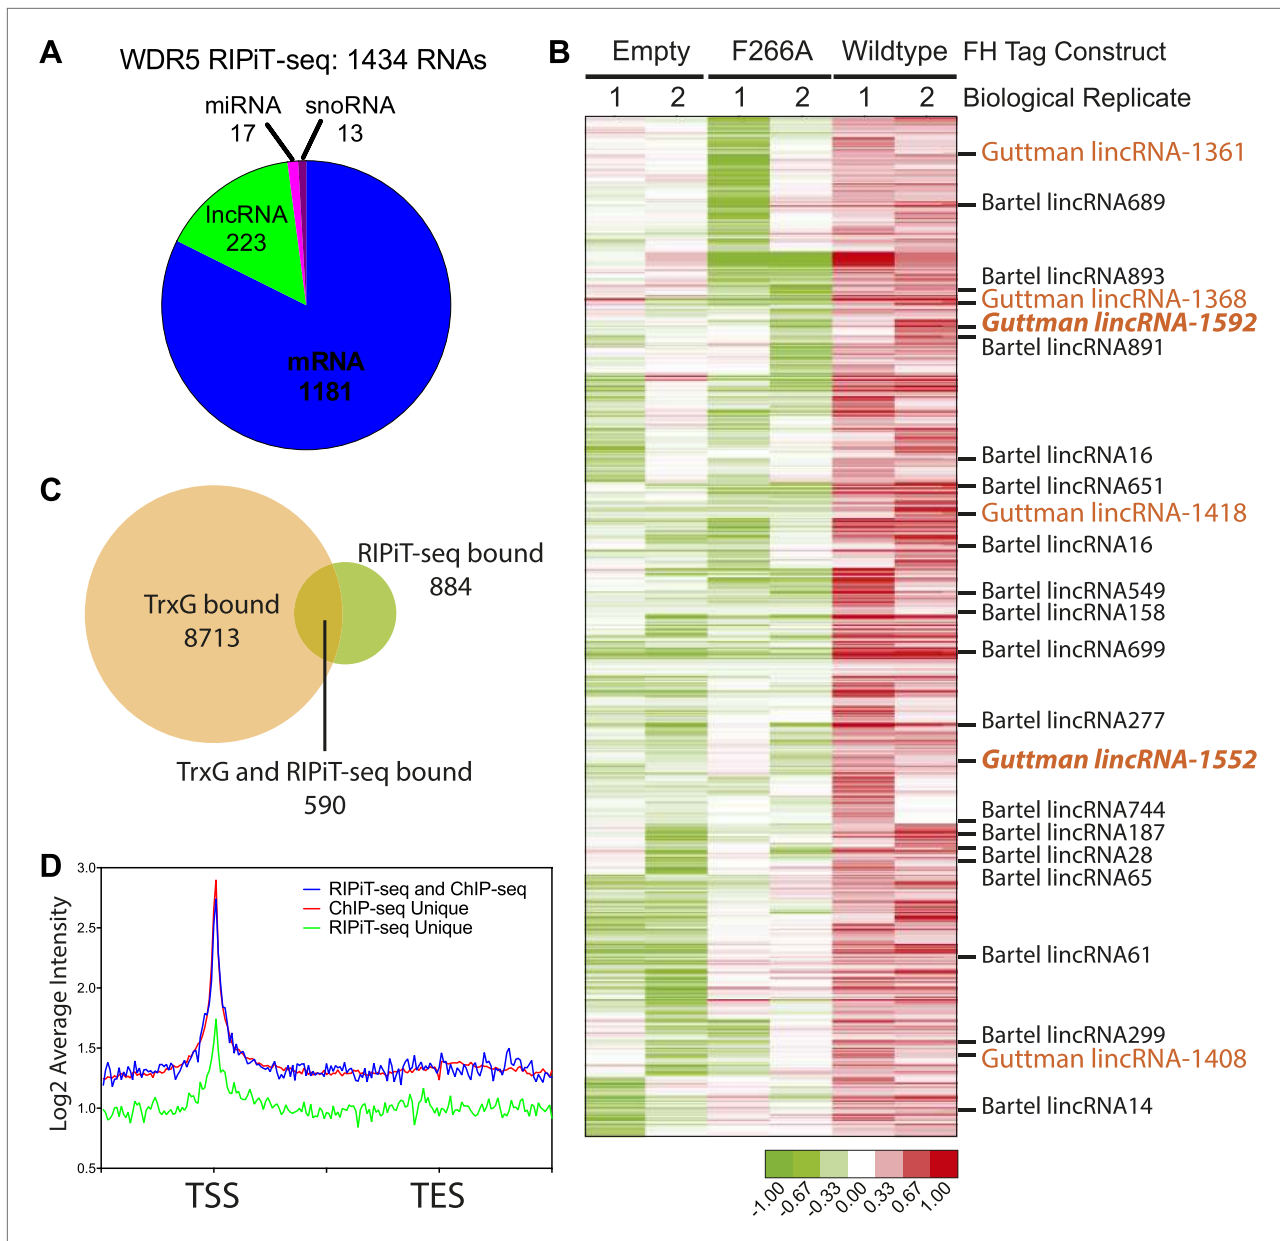 A
WDR5 RIPiT-seq: 1434 RNAs
miRNA
17
snoRNA
13
lncRNA
223
mRNA
1181
B
Empty
F266A
Wildtype
FH Tag Construct
1
2
1
2
1
2
Biological Replicate
Guttman lincRNA-1361
Bartel lincRNA689
Bartel lincRNA893
Guttman lincRNA-1368
Guttman lincRNA-1592
Bartel lincRNA891
Bartel lincRNA16
Bartel lincRNA651
Guttman lincRNA-1418
Bartel lincRNA16
Bartel lincRNA549
Bartel lincRNA158
Bartel lincRNA699
Bartel lincRNA277
Guttman lincRNA-1552
Bartel lincRNA744
Bartel lincRNA187
Bartel lincRNA28
Bartel lincRNA65
Bartel lincRNA61
Bartel lincRNA299
Guttman lincRNA-1408
Bartel lincRNA14
-1.00
-0.67
-0.33
0.00
0.33
0.67
1.00
C
TrxG bound
8713
RIPiT-seq bound
884
TrxG and RIPiT-seq bound
590
D
Log2 Average Intensity
3.0
2.5
2.0
1.5
1.0
0.5
RIPiT-seq and ChIP-seq
ChIP-seq Unique
RIPiT-seq Unique
TSS
TES